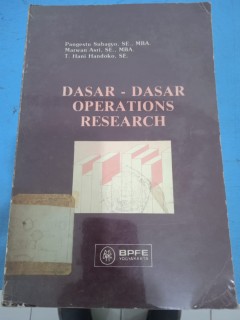 Pangestu Subagyo, SE., MBA.
Marwan Asri, SE., MBA.
T. Hani Handoko, SE.
DASAR - DASAR
OPERATIONS
RESEARCH
BPFE
YOGYAKARTA